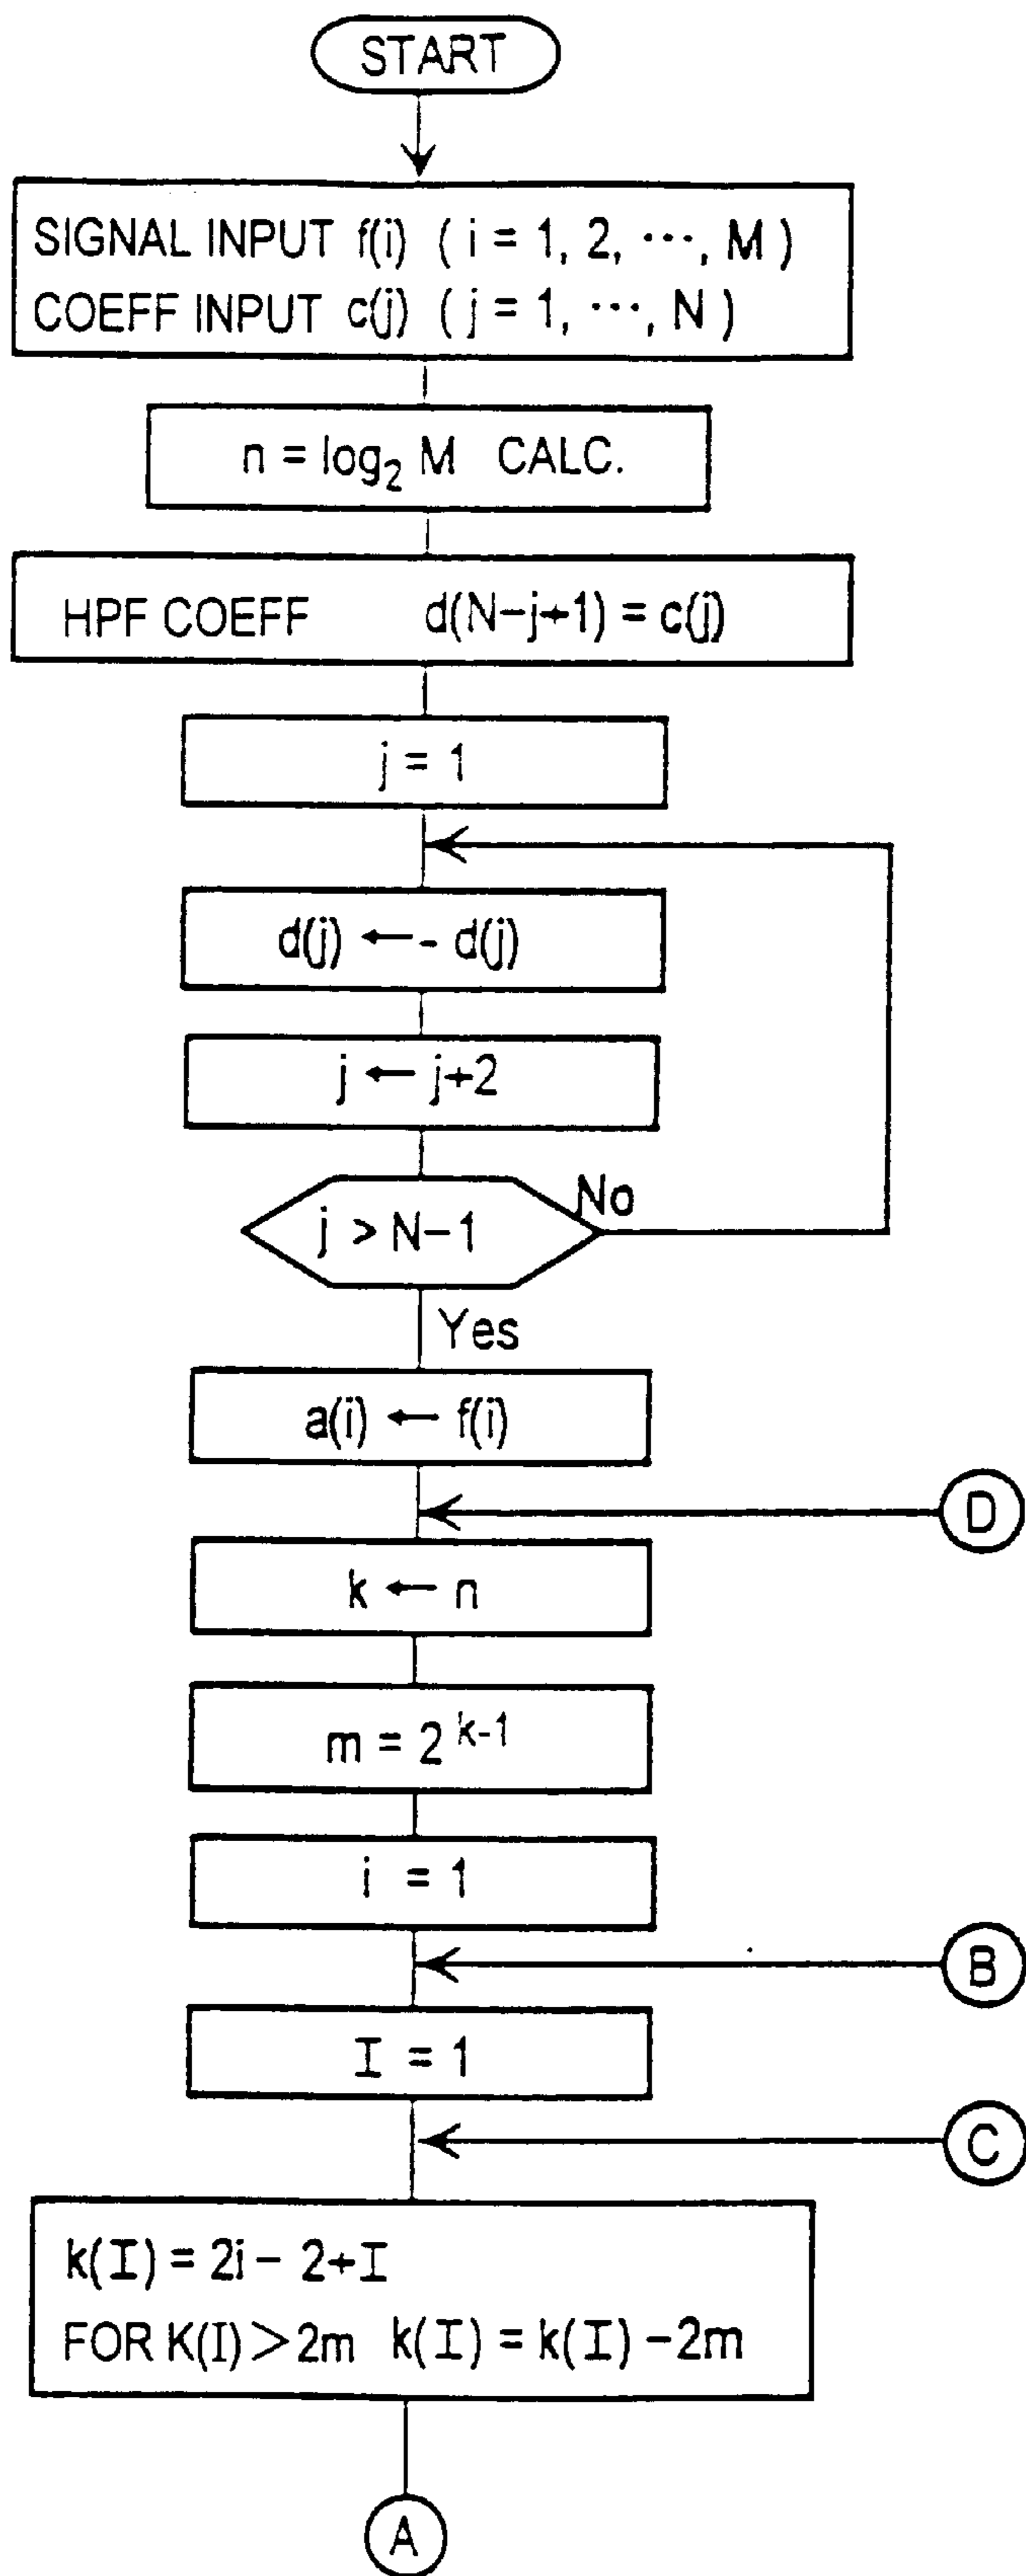 START
SIGNAL INPUT f(i) ( i = 1, 2, ···, M )
COEFF INPUT c(j) ( j = 1, ···, N )
n = log₂ M CALC.
HPF COEFF d(N−j+1) = c(j)
j = 1
d(j) ← - d(j)
j ← j+2
j > N−1
No
Yes
a(i) ← f(i)
D
k ← n
m = 2^{k-1}
i = 1
B
I = 1
C
k(I) = 2i − 2+I
FOR K(I) > 2m k(I) = k(I) −2m
A